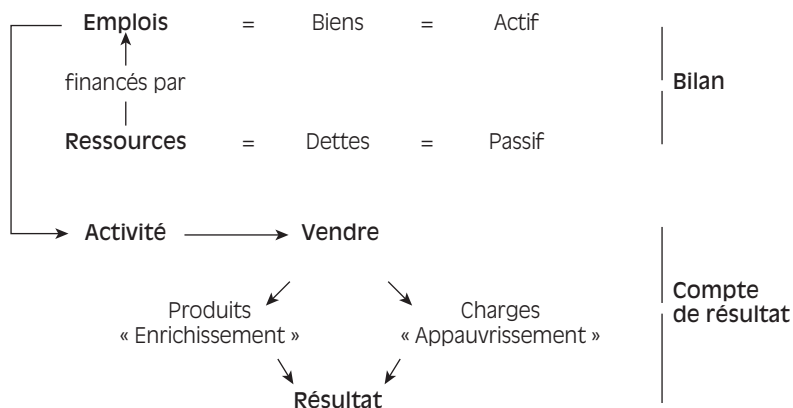 Emplois = Biens = Actif
financés par
Bilan
Ressources = Dettes = Passif
Activité Vendre
Produits
« Enrichissement »
Charges
« Appauvrissement »
Compte
de résultat
Résultat